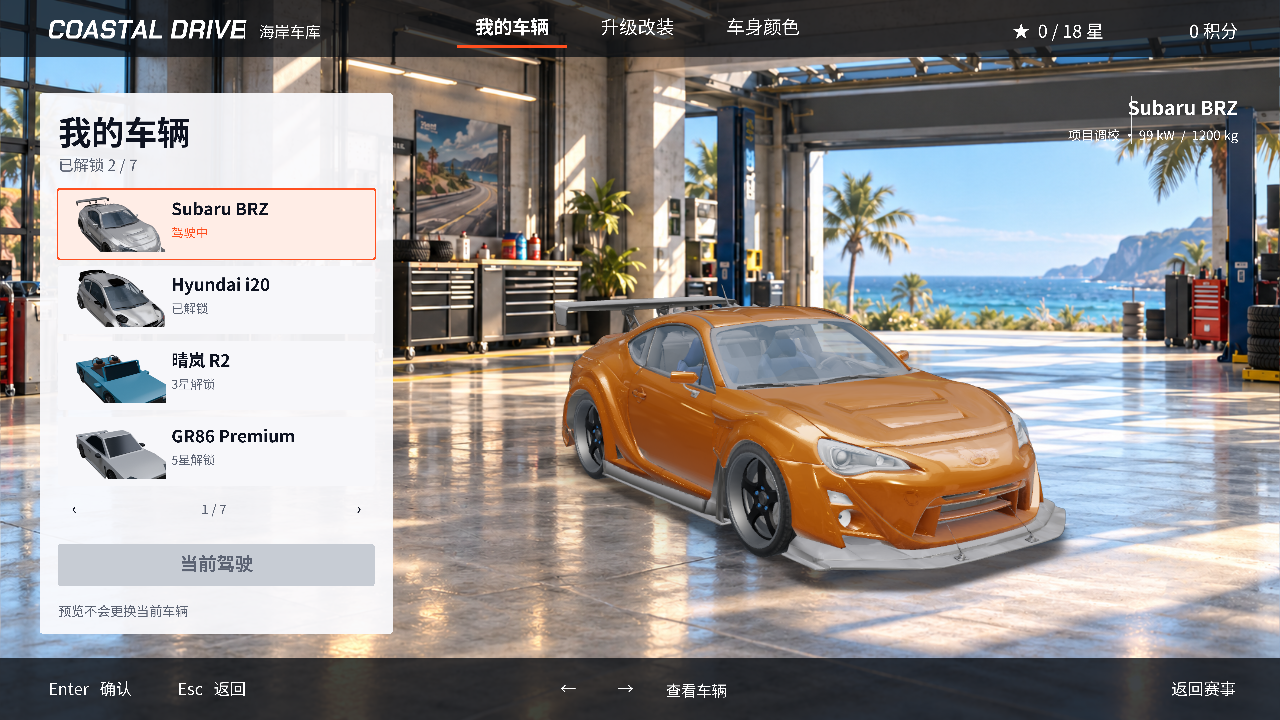 COASTAL DRIVE 海岸车库
我的车辆 升级改装 车身颜色
★ 0 / 18 星 0 积分
Subaru BRZ
项目调校 · 99 kW / 1200 kg
我的车辆
已解锁 2 / 7
Subaru BRZ
驾驶中
Hyundai i20
已解锁
晴岚 R2
3星解锁
GR86 Premium
5星解锁
‹ 1 / 7 ›
当前驾驶
预览不会更换当前车辆
Enter 确认 Esc 返回 ← → 查看车辆 返回赛事